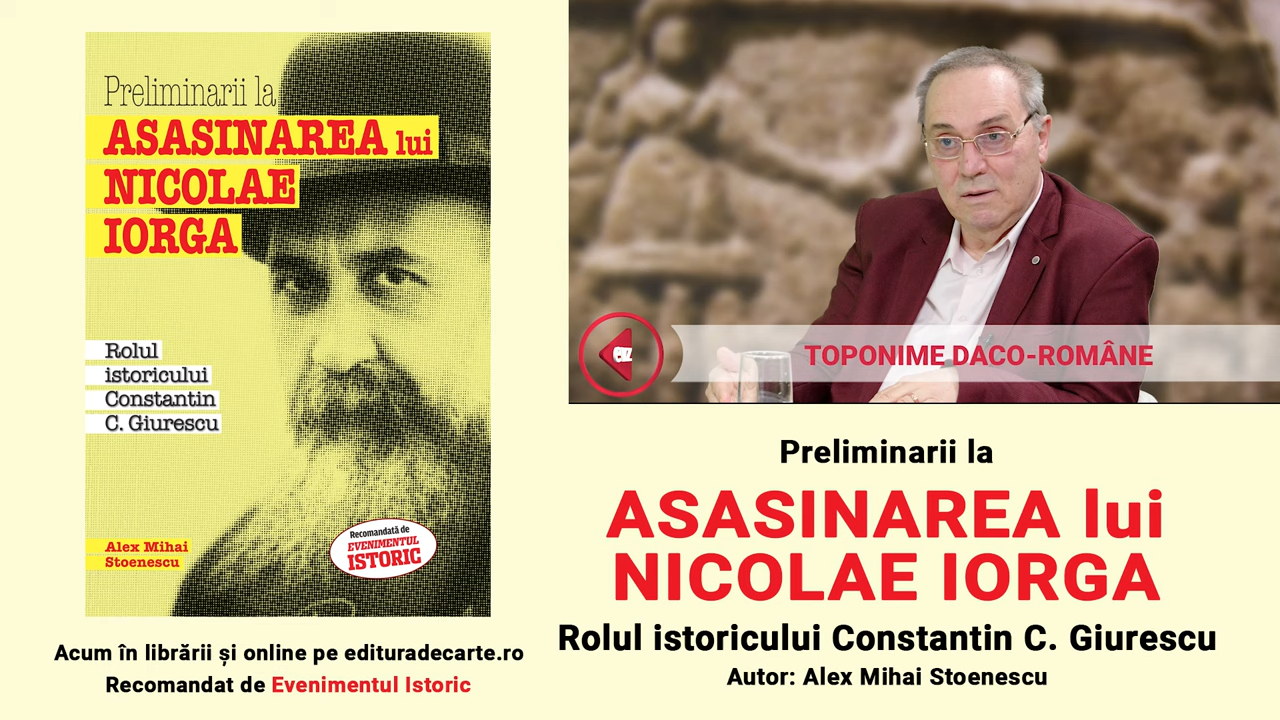 Preliminarii la
ASASINAREA lui
NICOLAE
IORGA
Rolul
istoricului
Constantin
C. Giurescu
Alex Mihai
Stoenescu
Recomandată de
EVENIMENTUL
ISTORIC
Acum în librării și online pe edituradecarte.ro
Recomandat de Evenimentul Istoric
evz
TOPONIME DACO-ROMÂNE
Preliminarii la
ASASINAREA lui
NICOLAE IORGA
Rolul istoricului Constantin C. Giurescu
Autor: Alex Mihai Stoenescu